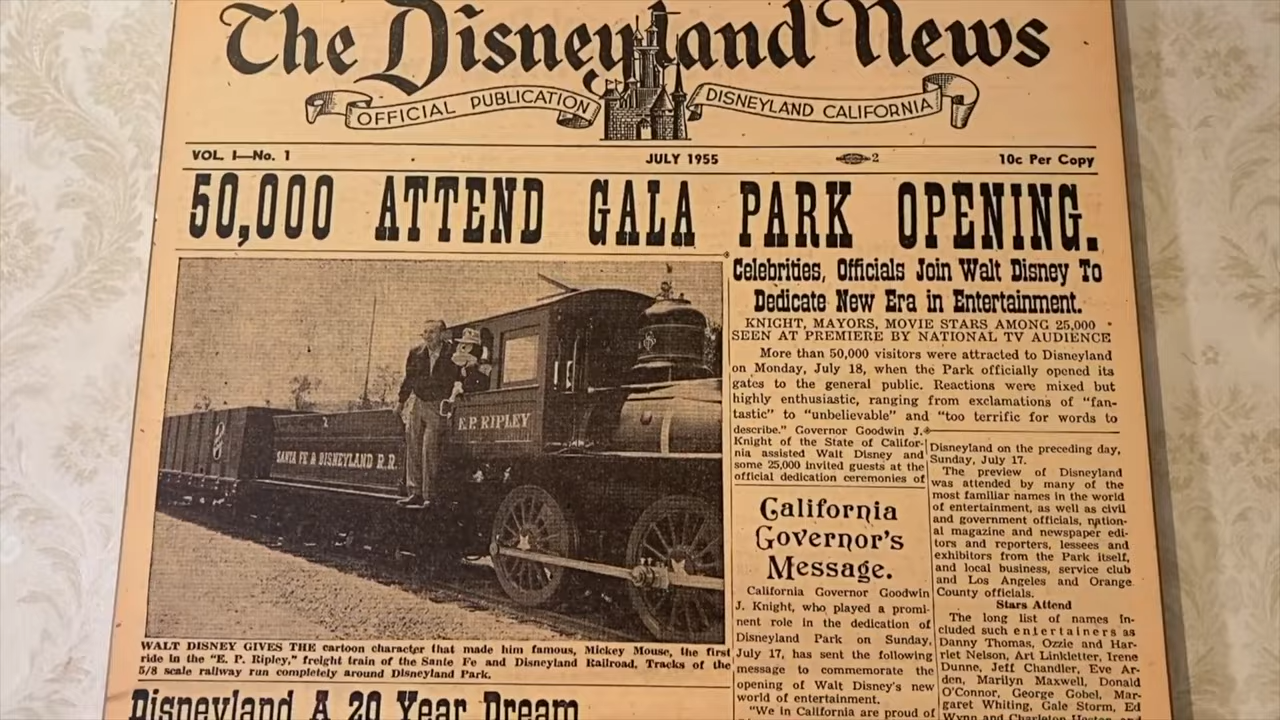 The Disneyland News
OFFICIAL PUBLICATION
DISNEYLAND CALIFORNIA
VOL. I—No. 1
JULY 1955
2
10c Per Copy
50,000 ATTEND GALA PARK OPENING.
E.P. RIPLEY
SANTA FE & DISNEYLAND R.R.
WALT DISNEY GIVES THE cartoon character that made him famous, Mickey Mouse, the first
ride in the "E. P. Ripley," freight train of the Sante Fe and Disneyland Railroad. Tracks of the
5/8 scale railway run completely around Disneyland Park.
Disneyland A 20 Year Dream
Celebrities, Officials Join Walt Disney To
Dedicate New Era in Entertainment.
KNIGHT, MAYORS, MOVIE STARS AMONG 25,000
SEEN AT PREMIERE BY NATIONAL TV AUDIENCE
More than 50,000 visitors were attracted to Disneyland
on Monday, July 18, when the Park officially opened its
gates to the general public. Reactions were mixed but
highly enthusiastic, ranging from exclamations of "fan-
tastic" to "unbelievable" and "too terrific for words to
describe." Governor Goodwin J.
Knight of the State of Califor-
nia assisted Walt Disney and
some 25,000 invited guests at the
official dedication ceremonies of
Disneyland on the preceding day,
Sunday, July 17.
The preview of Disneyland
was attended by many of the
most familiar names in the world
of entertainment, as well as civil
and government officials, nation-
al magazine and newspaper edi-
tors and reporters, lessees and
exhibitors from the Park itself,
and local business, service club
and Los Angeles and Orange
County officials.
Stars Attend
The long list of names in-
cluded such entertainers as
Danny Thomas, Ozzie and Har-
riet Nelson, Art Linkletter, Irene
Dunne, Jeff Chandler, Eve Ar-
den, Marilyn Maxwell, Donald
O'Connor, George Gobel, Mar-
garet Whiting, Gale Storm, Ed
Wynn and Charleton Heston, and
California
Governor's
Message.
California Governor Goodwin
J. Knight, who played a promi-
nent role in the dedication of
Disneyland Park on Sunday,
July 17, has sent the following
message to commemorate the
opening of Walt Disney's new
world of entertainment.
"We in California are proud of